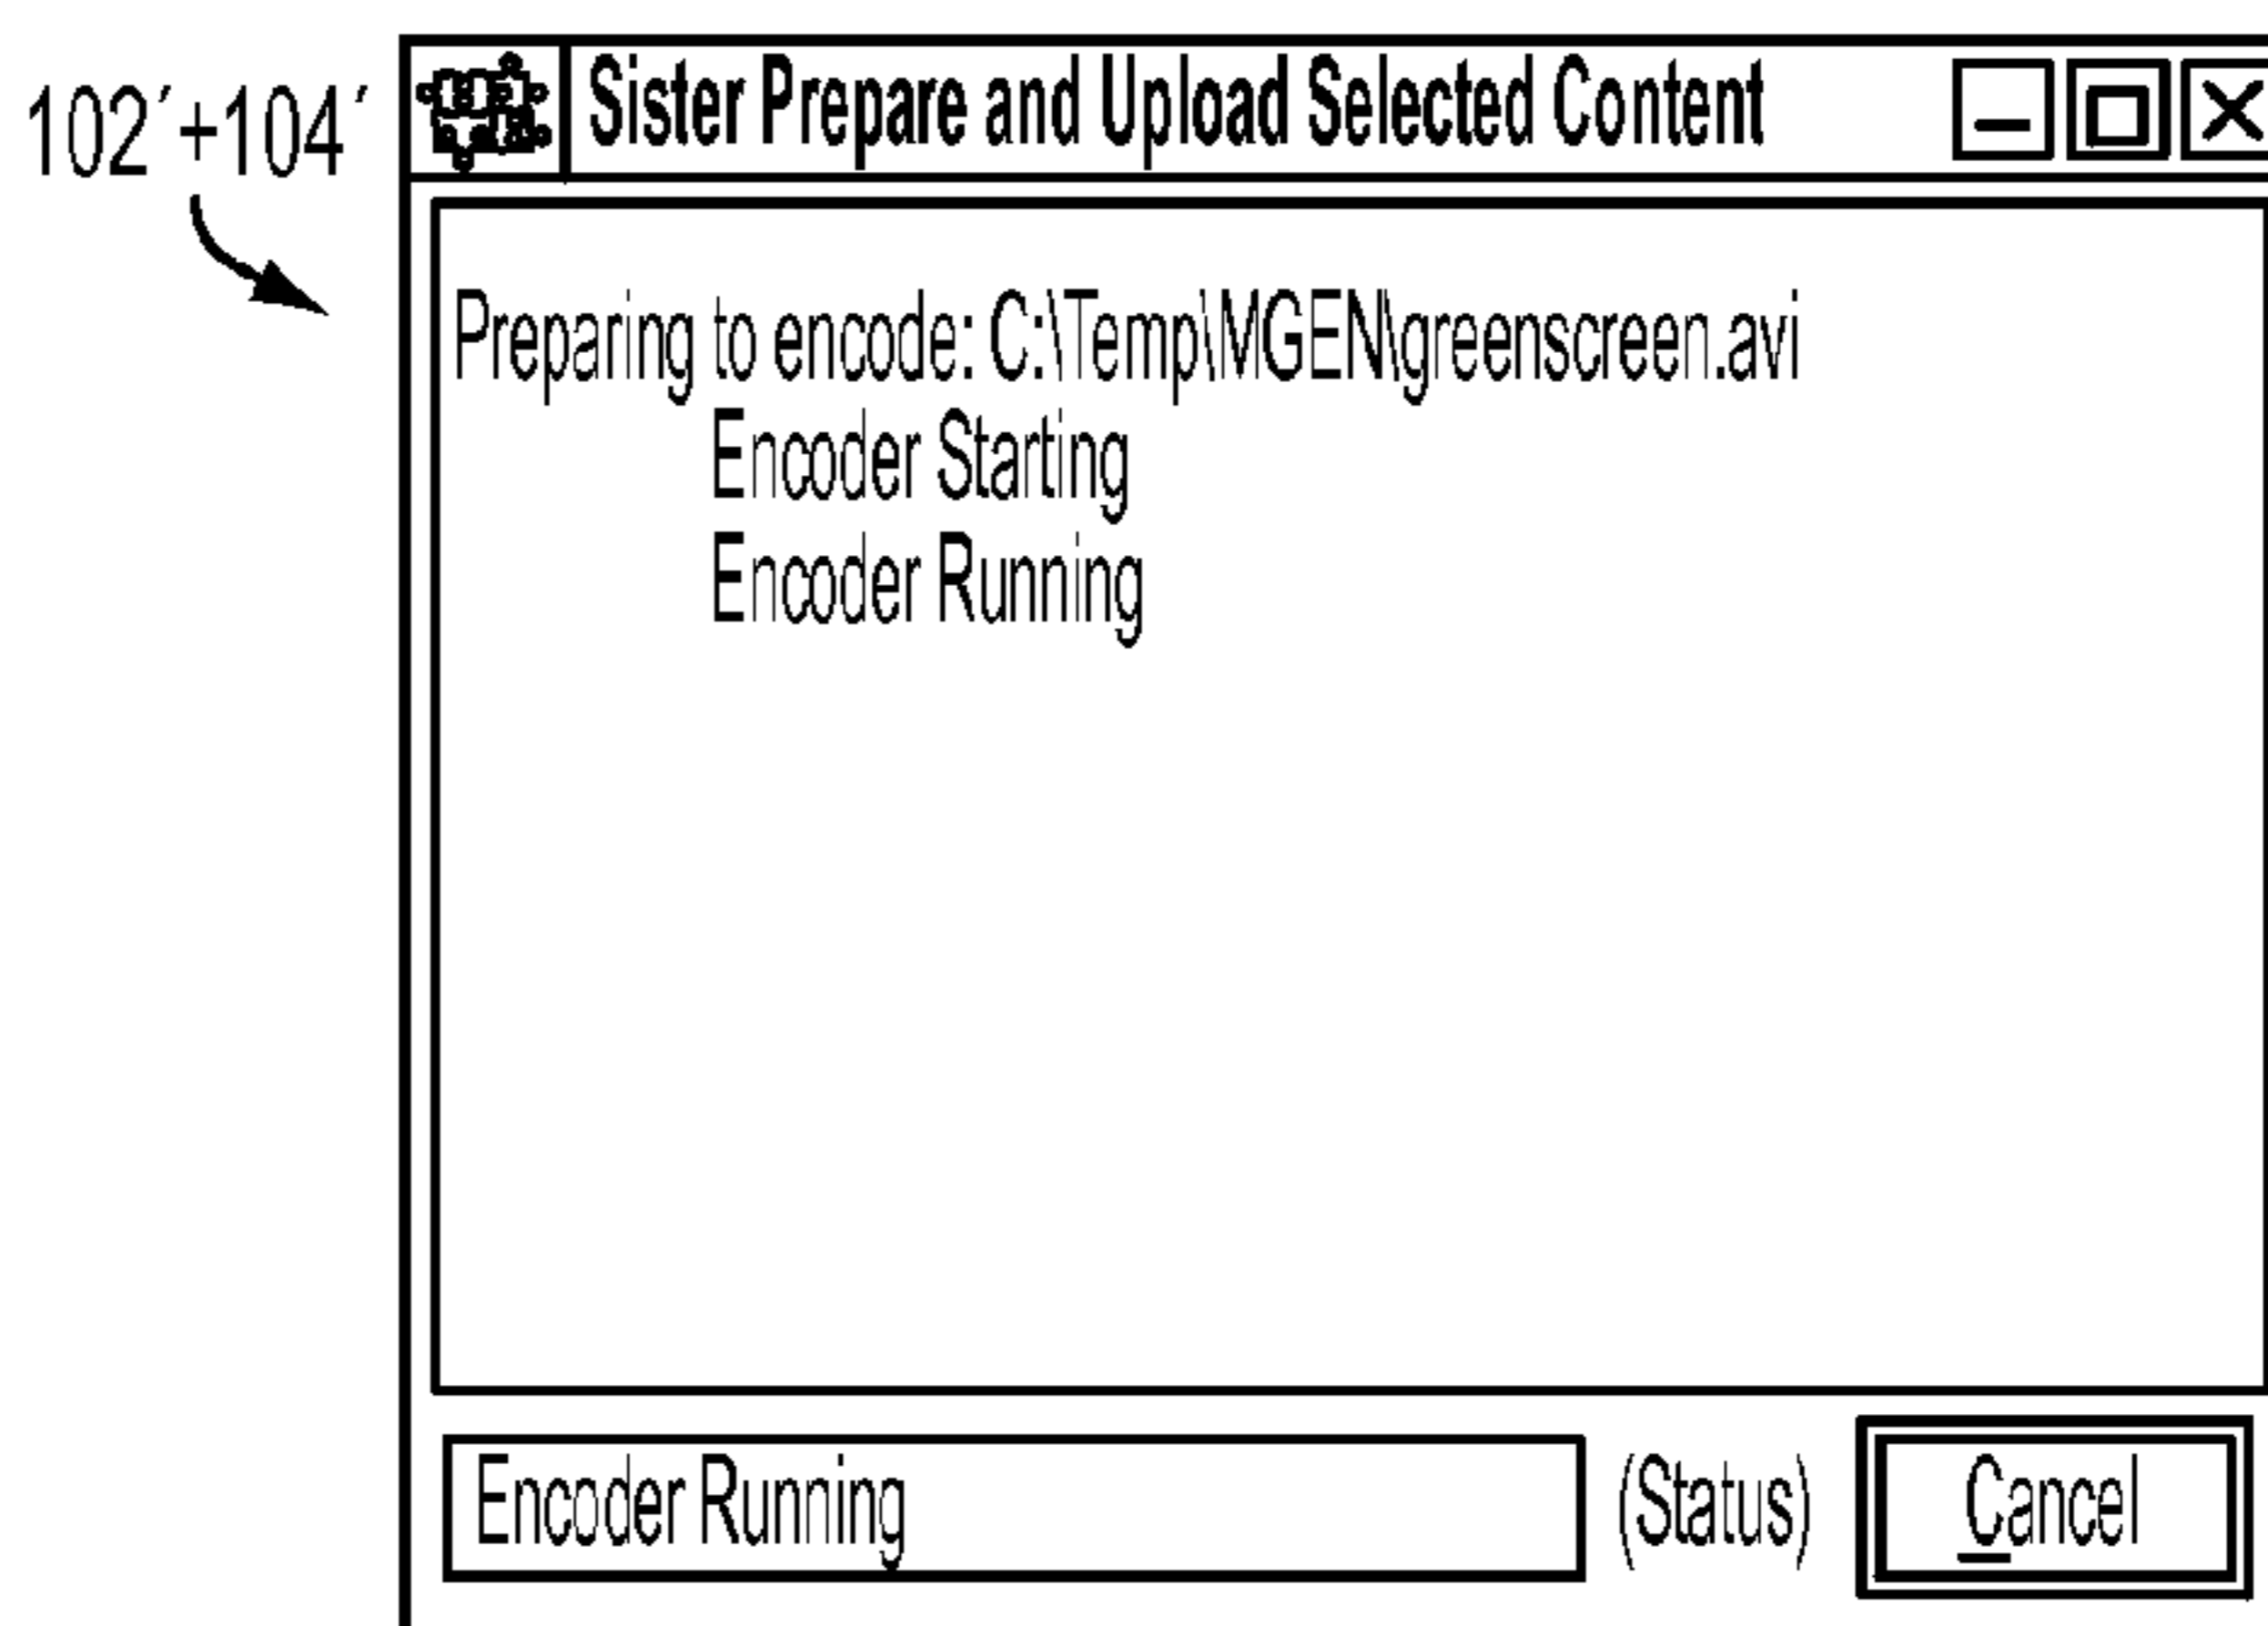 102′+104′
Sister Prepare and Upload Selected Content
Preparing to encode: C:\Temp\MGEN\greenscreen.avi
Encoder Starting
Encoder Running
Encoder Running (Status) Cancel